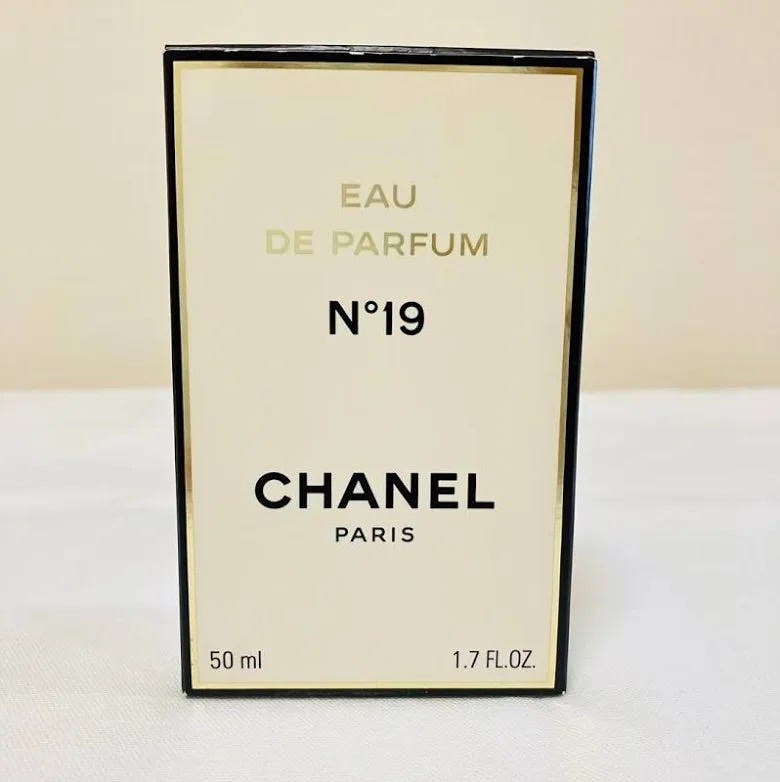 EAU
DE PARFUM
N°19
CHANEL
PARIS
50 ml 1.7 FL.OZ.